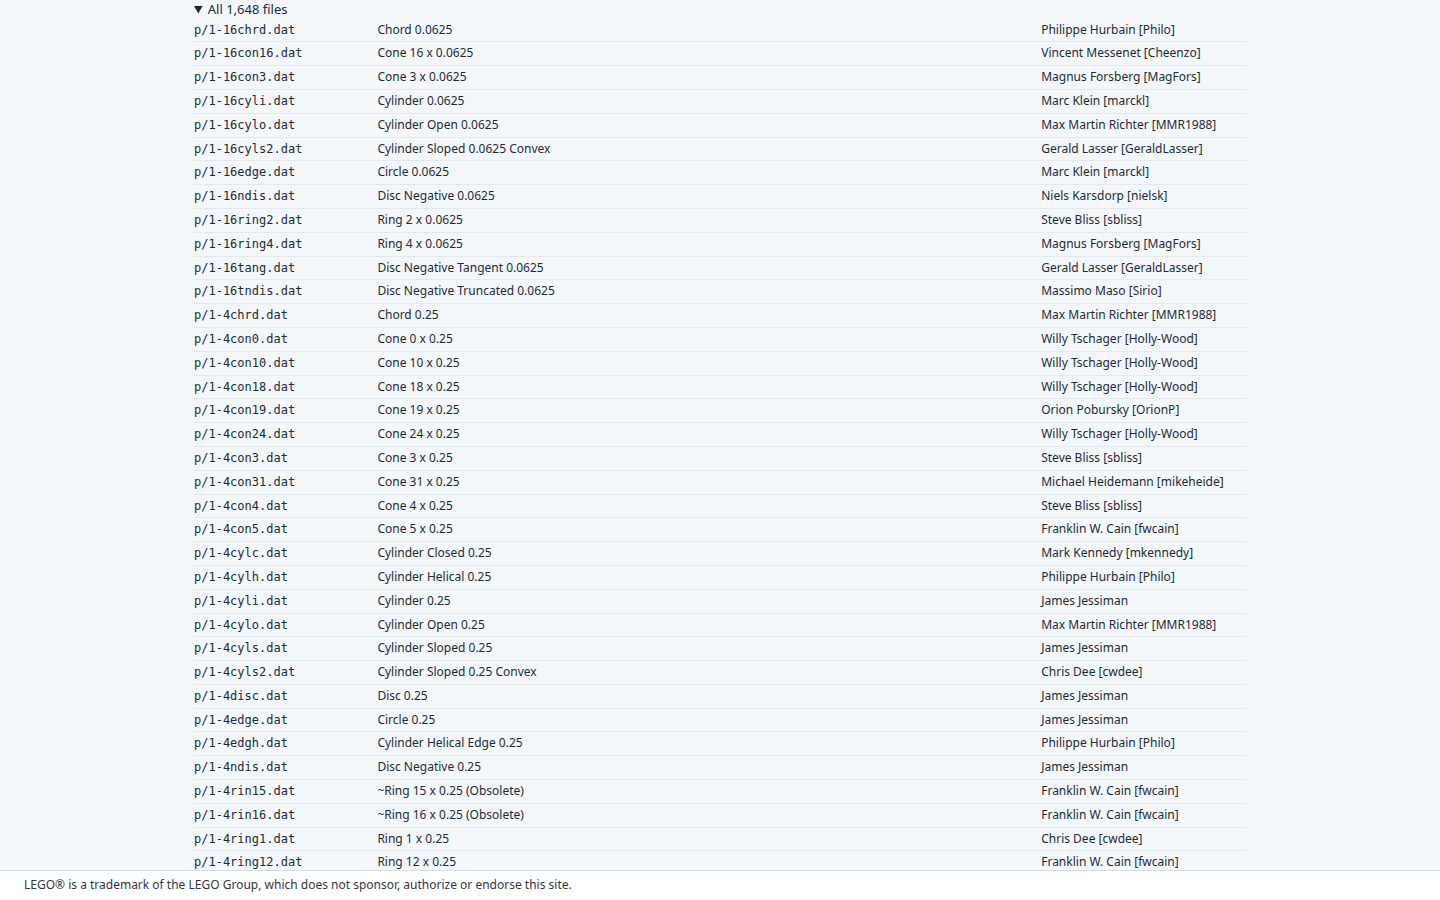 ▼ All 1,648 files
p/1-16chrd.dat Chord 0.0625 Philippe Hurbain [Philo]
p/1-16con16.dat Cone 16 x 0.0625 Vincent Messenet [Cheenzo]
p/1-16con3.dat Cone 3 x 0.0625 Magnus Forsberg [MagFors]
p/1-16cyli.dat Cylinder 0.0625 Marc Klein [marckl]
p/1-16cylo.dat Cylinder Open 0.0625 Max Martin Richter [MMR1988]
p/1-16cyls2.dat Cylinder Sloped 0.0625 Convex Gerald Lasser [GeraldLasser]
p/1-16edge.dat Circle 0.0625 Marc Klein [marckl]
p/1-16ndis.dat Disc Negative 0.0625 Niels Karsdorp [nielsk]
p/1-16ring2.dat Ring 2 x 0.0625 Steve Bliss [sbliss]
p/1-16ring4.dat Ring 4 x 0.0625 Magnus Forsberg [MagFors]
p/1-16tang.dat Disc Negative Tangent 0.0625 Gerald Lasser [GeraldLasser]
p/1-16tndis.dat Disc Negative Truncated 0.0625 Massimo Maso [Sirio]
p/1-4chrd.dat Chord 0.25 Max Martin Richter [MMR1988]
p/1-4con0.dat Cone 0 x 0.25 Willy Tschager [Holly-Wood]
p/1-4con10.dat Cone 10 x 0.25 Willy Tschager [Holly-Wood]
p/1-4con18.dat Cone 18 x 0.25 Willy Tschager [Holly-Wood]
p/1-4con19.dat Cone 19 x 0.25 Orion Pobursky [OrionP]
p/1-4con24.dat Cone 24 x 0.25 Willy Tschager [Holly-Wood]
p/1-4con3.dat Cone 3 x 0.25 Steve Bliss [sbliss]
p/1-4con31.dat Cone 31 x 0.25 Michael Heidemann [mikeheide]
p/1-4con4.dat Cone 4 x 0.25 Steve Bliss [sbliss]
p/1-4con5.dat Cone 5 x 0.25 Franklin W. Cain [fwcain]
p/1-4cylc.dat Cylinder Closed 0.25 Mark Kennedy [mkennedy]
p/1-4cylh.dat Cylinder Helical 0.25 Philippe Hurbain [Philo]
p/1-4cyli.dat Cylinder 0.25 James Jessiman
p/1-4cylo.dat Cylinder Open 0.25 Max Martin Richter [MMR1988]
p/1-4cyls.dat Cylinder Sloped 0.25 James Jessiman
p/1-4cyls2.dat Cylinder Sloped 0.25 Convex Chris Dee [cwdee]
p/1-4disc.dat Disc 0.25 James Jessiman
p/1-4edge.dat Circle 0.25 James Jessiman
p/1-4edgh.dat Cylinder Helical Edge 0.25 Philippe Hurbain [Philo]
p/1-4ndis.dat Disc Negative 0.25 James Jessiman
p/1-4rin15.dat ~Ring 15 x 0.25 (Obsolete) Franklin W. Cain [fwcain]
p/1-4rin16.dat ~Ring 16 x 0.25 (Obsolete) Franklin W. Cain [fwcain]
p/1-4ring1.dat Ring 1 x 0.25 Chris Dee [cwdee]
p/1-4ring12.dat Ring 12 x 0.25 Franklin W. Cain [fwcain]
LEGO® is a trademark of the LEGO Group, which does not sponsor, authorize or endorse this site.